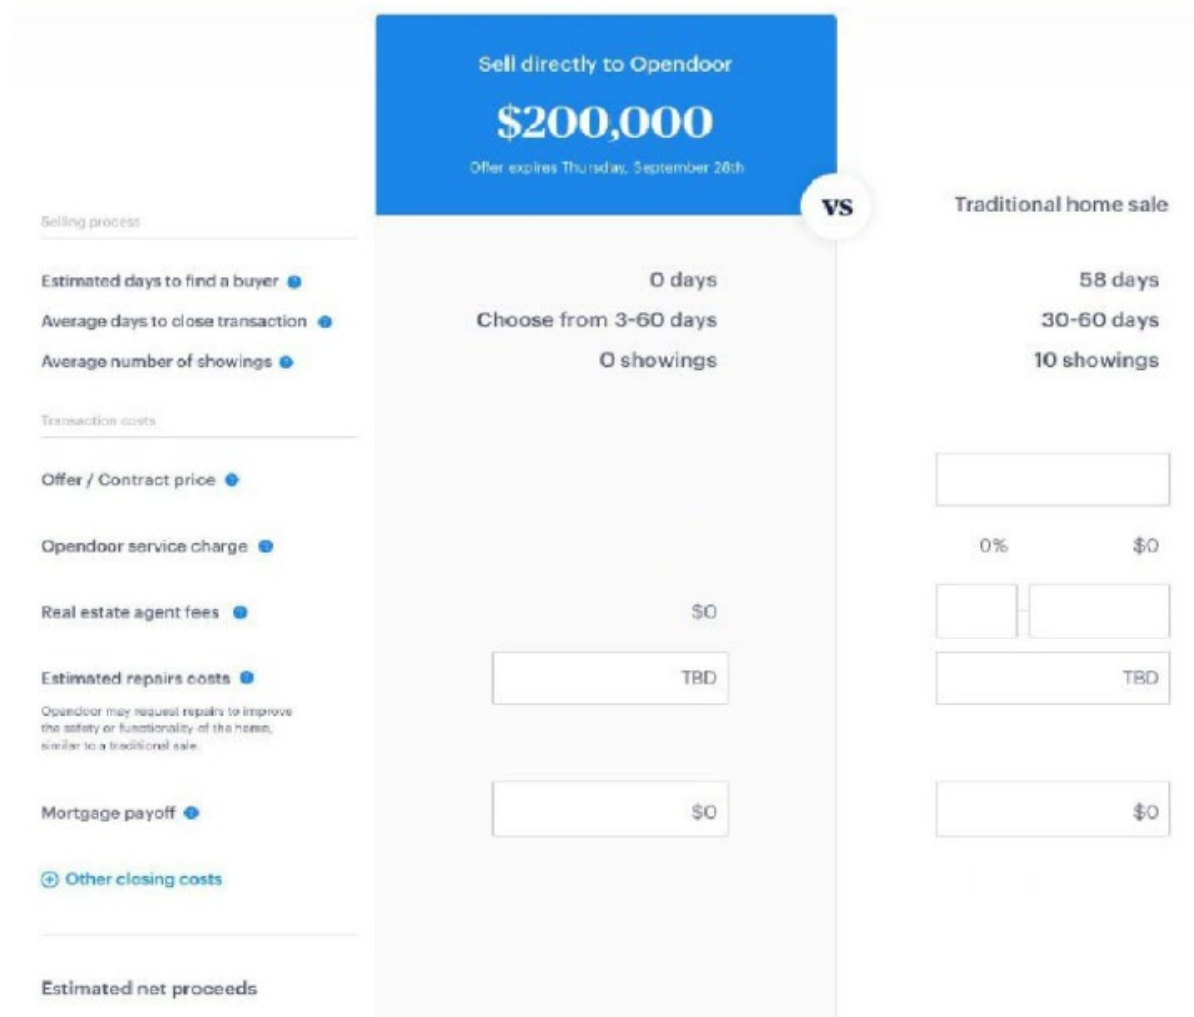 Sell directly to Opendoor
$200,000
Offer expires Thursday, September 28th
vs
Traditional home sale
Selling process
Estimated days to find a buyer 0 days 58 days
Average days to close transaction Choose from 3-60 days 30-60 days
Average number of showings 0 showings 10 showings
Transaction costs
Offer / Contract price
Opendoor service charge 0% $0
Real estate agent fees $0
Estimated repairs costs TBD TBD
Opendoor may request repairs to improve
the safety or functionality of the home,
similar to a traditional sale.
Mortgage payoff $0 $0
Other closing costs
Estimated net proceeds